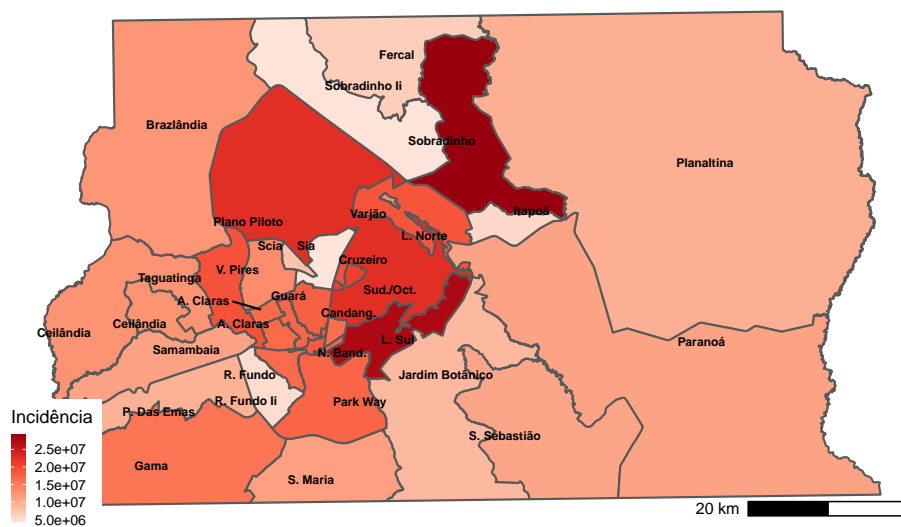 Fercal
Sobradinho Ii
Brazlândia
Sobradinho
Planaltina
Itapoã
Varjão
Plano Piloto
L. Norte
Scia
Sia
Cruzeiro
V. Pires
Taguatinga
Sud./Oct.
A. Claras
Guará
Candang.
Ceilândia
A. Claras
Ceilândia
L. Sul
Paranoá
Samambaia
N. Band.
R. Fundo
Jardim Botânico
R. Fundo Ii
Park Way
P. Das Emas
S. Sebastião
Gama
S. Maria
Incidência
2.5e+07
2.0e+07
1.5e+07
1.0e+07
5.0e+06
20 km